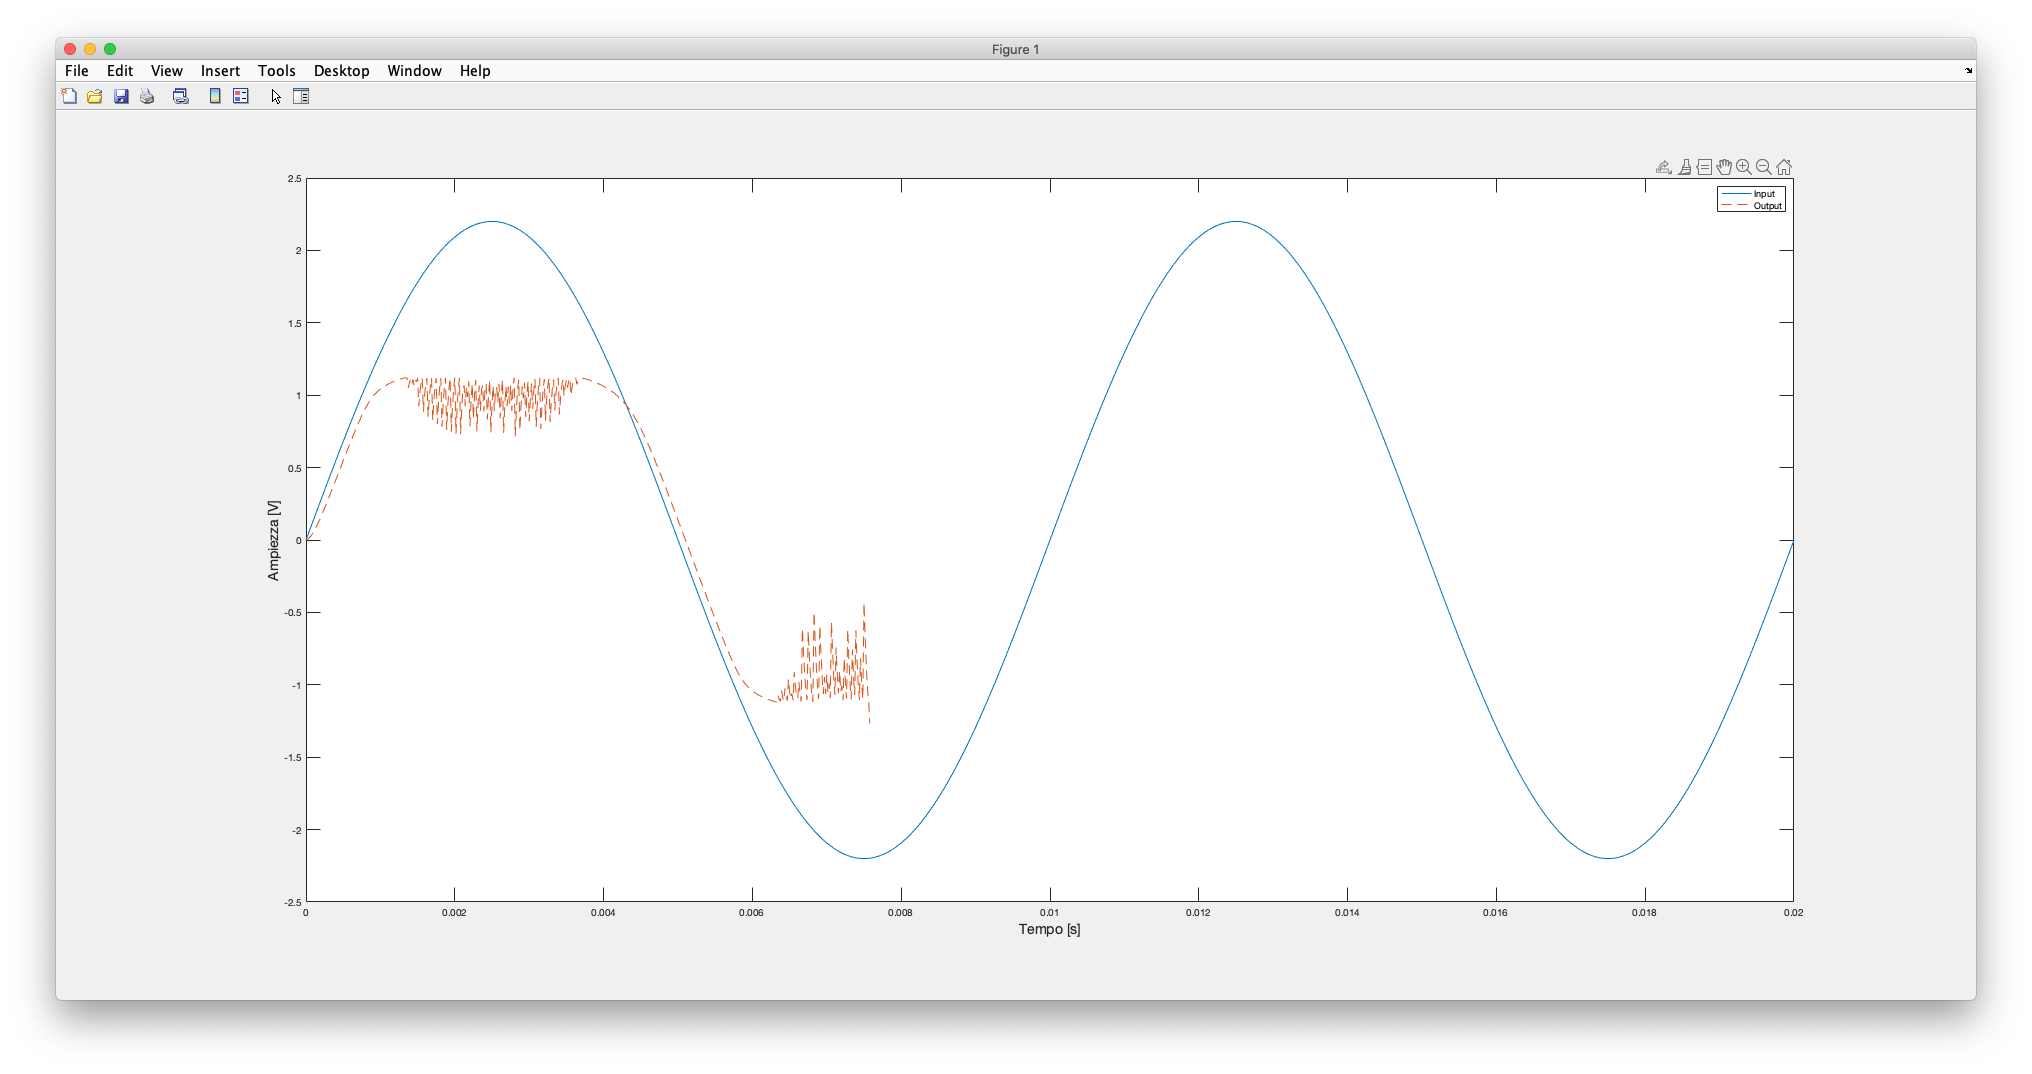 Figure 1
File Edit View Insert Tools Desktop Window Help
Input
Output
2.5
2
1.5
1
0.5
0
-0.5
-1
-1.5
-2
-2.5
Ampiezza [V]
0 0.002 0.004 0.006 0.008 0.01 0.012 0.014 0.016 0.018 0.02
Tempo [s]